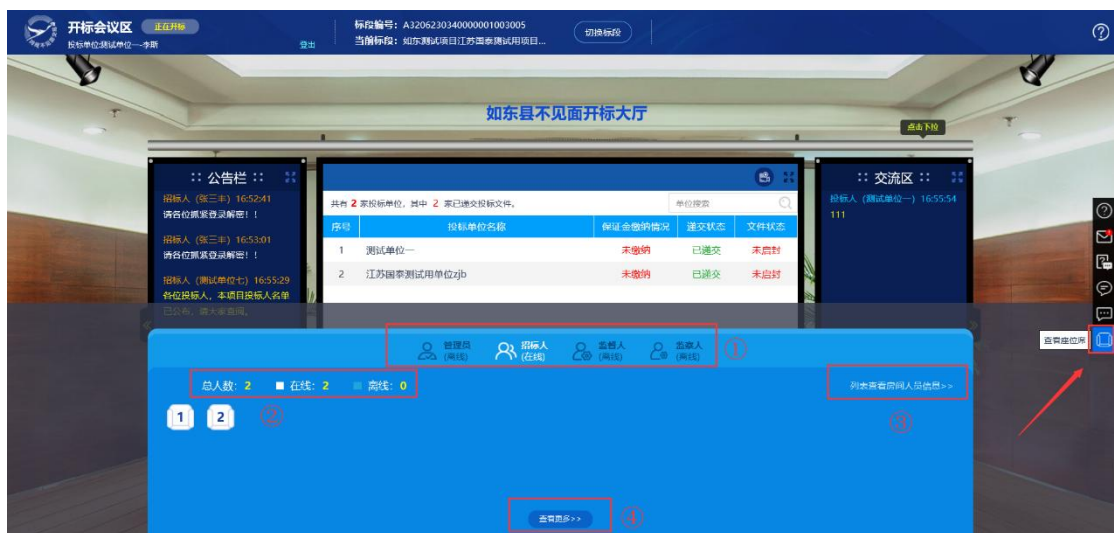 开标会议区 正在开标
投标单位:测试单位一-李斯 登出
标段编号：A3206230340000001003005
当前标段：如东测试项目江苏国泰测试用项目...
切换标段
如东县不见面开标大厅
点击下拉
:: 公告栏 ::
招标人（张三丰）16:52:41
请各位抓紧登录解密！！
招标人（张三丰）16:53:01
请各位抓紧登录解密！！
招标人（测试单位七）16:55:29
各位投标人，本项目投标人名单
已公布，请大家查阅。
共有 2 家投标单位，其中 2 家已递交投标文件。 单位搜索
序号 投标单位名称 保证金缴纳情况 递交状态 文件状态
1 测试单位一 未缴纳 已递交 未启封
2 江苏国泰测试用单位zjb 未缴纳 已递交 未启封
:: 交流区 ::
投标人（测试单位一）16:55:54
111
查看座位席
管理员 招标人 监督人 监察人 ①
(离线) (在线) (离线) (离线)
总人数：2 在线：2 离线：0 ②
列表查看房间人员信息>>
③
1 2
查看更多>> ④